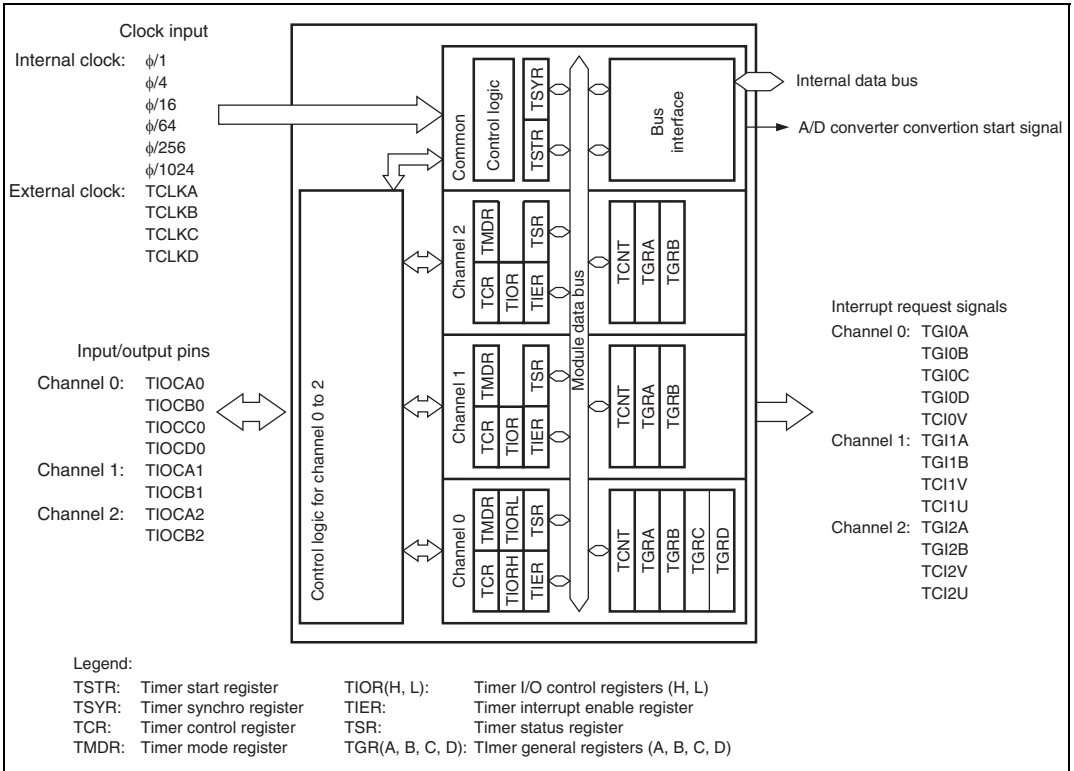 Clock input
Internal clock: ϕ/1
ϕ/4
ϕ/16
ϕ/64
ϕ/256
ϕ/1024
External clock: TCLKA
TCLKB
TCLKC
TCLKD
Input/output pins
Channel 0: TIOCA0
TIOCB0
TIOCC0
TIOCD0
Channel 1: TIOCA1
TIOCB1
Channel 2: TIOCA2
TIOCB2
Control logic for channel 0 to 2
Common
Control logic
TSYR
TSTR
Bus
interface
Channel 2
TMDR
TSR
TCR
TIOR
TIER
TCNT
TGRA
TGRB
Module data bus
Channel 1
TMDR
TSR
TCR
TIOR
TIER
TCNT
TGRA
TGRB
Channel 0
TMDR
TIORL
TSR
TCR
TIORH
TIER
TCNT
TGRA
TGRB
TGRC
TGRD
Internal data bus
A/D converter convertion start signal
Interrupt request signals
Channel 0: TGI0A
TGI0B
TGI0C
TGI0D
TCI0V
Channel 1: TGI1A
TGI1B
TCI1V
TCI1U
Channel 2: TGI2A
TGI2B
TCI2V
TCI2U
Legend:
TSTR: Timer start register
TSYR: Timer synchro register
TCR: Timer control register
TMDR: Timer mode register
TIOR(H, L): Timer I/O control registers (H, L)
TIER: Timer interrupt enable register
TSR: Timer status register
TGR(A, B, C, D): TImer general registers (A, B, C, D)